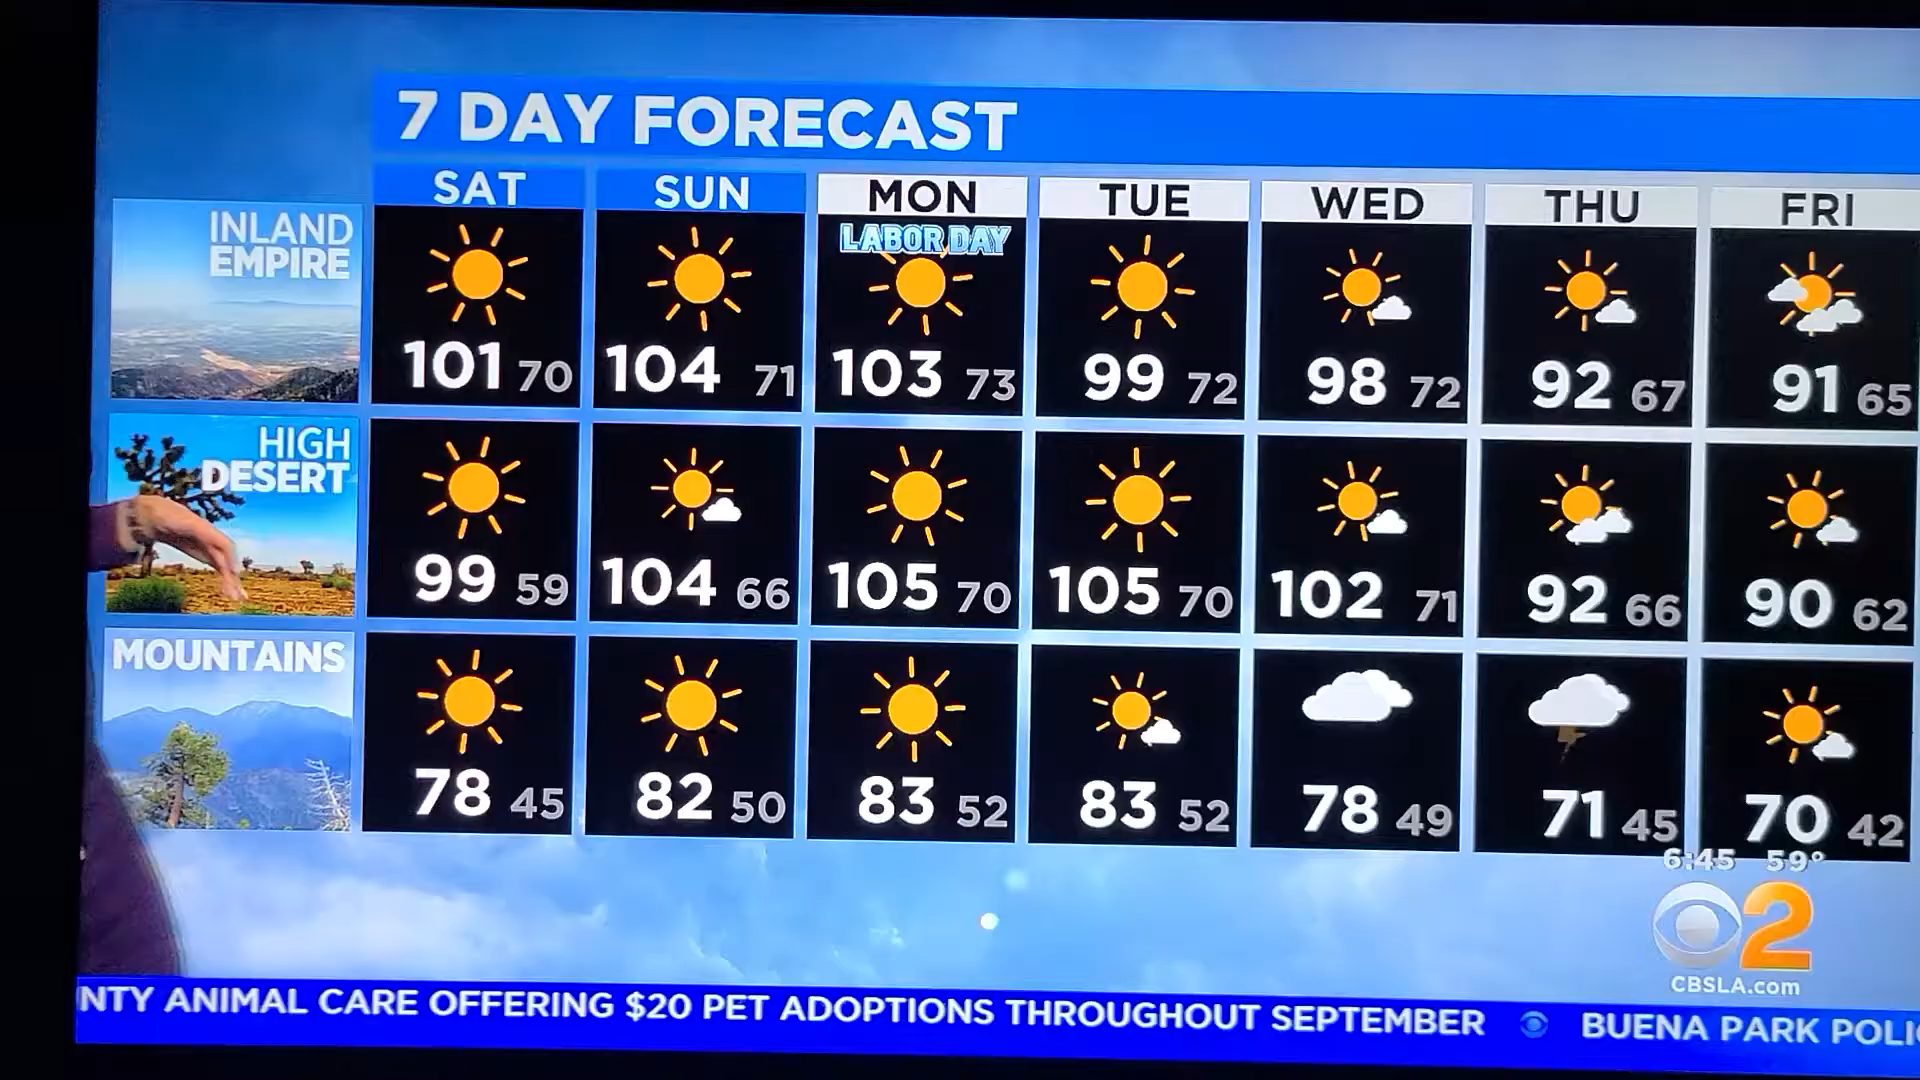 7 DAY FORECAST
SAT SUN MON TUE WED THU FRI
LABOR DAY
INLAND
EMPIRE
101 70 104 71 103 73 99 72 98 72 92 67 91 65
HIGH
DESERT
99 59 104 66 105 70 105 70 102 71 92 66 90 62
MOUNTAINS
78 45 82 50 83 52 83 52 78 49 71 45 70 42
6:45 59°
2
CBSLA.com
NTY ANIMAL CARE OFFERING $20 PET ADOPTIONS THROUGHOUT SEPTEMBER BUENA PARK POLIC